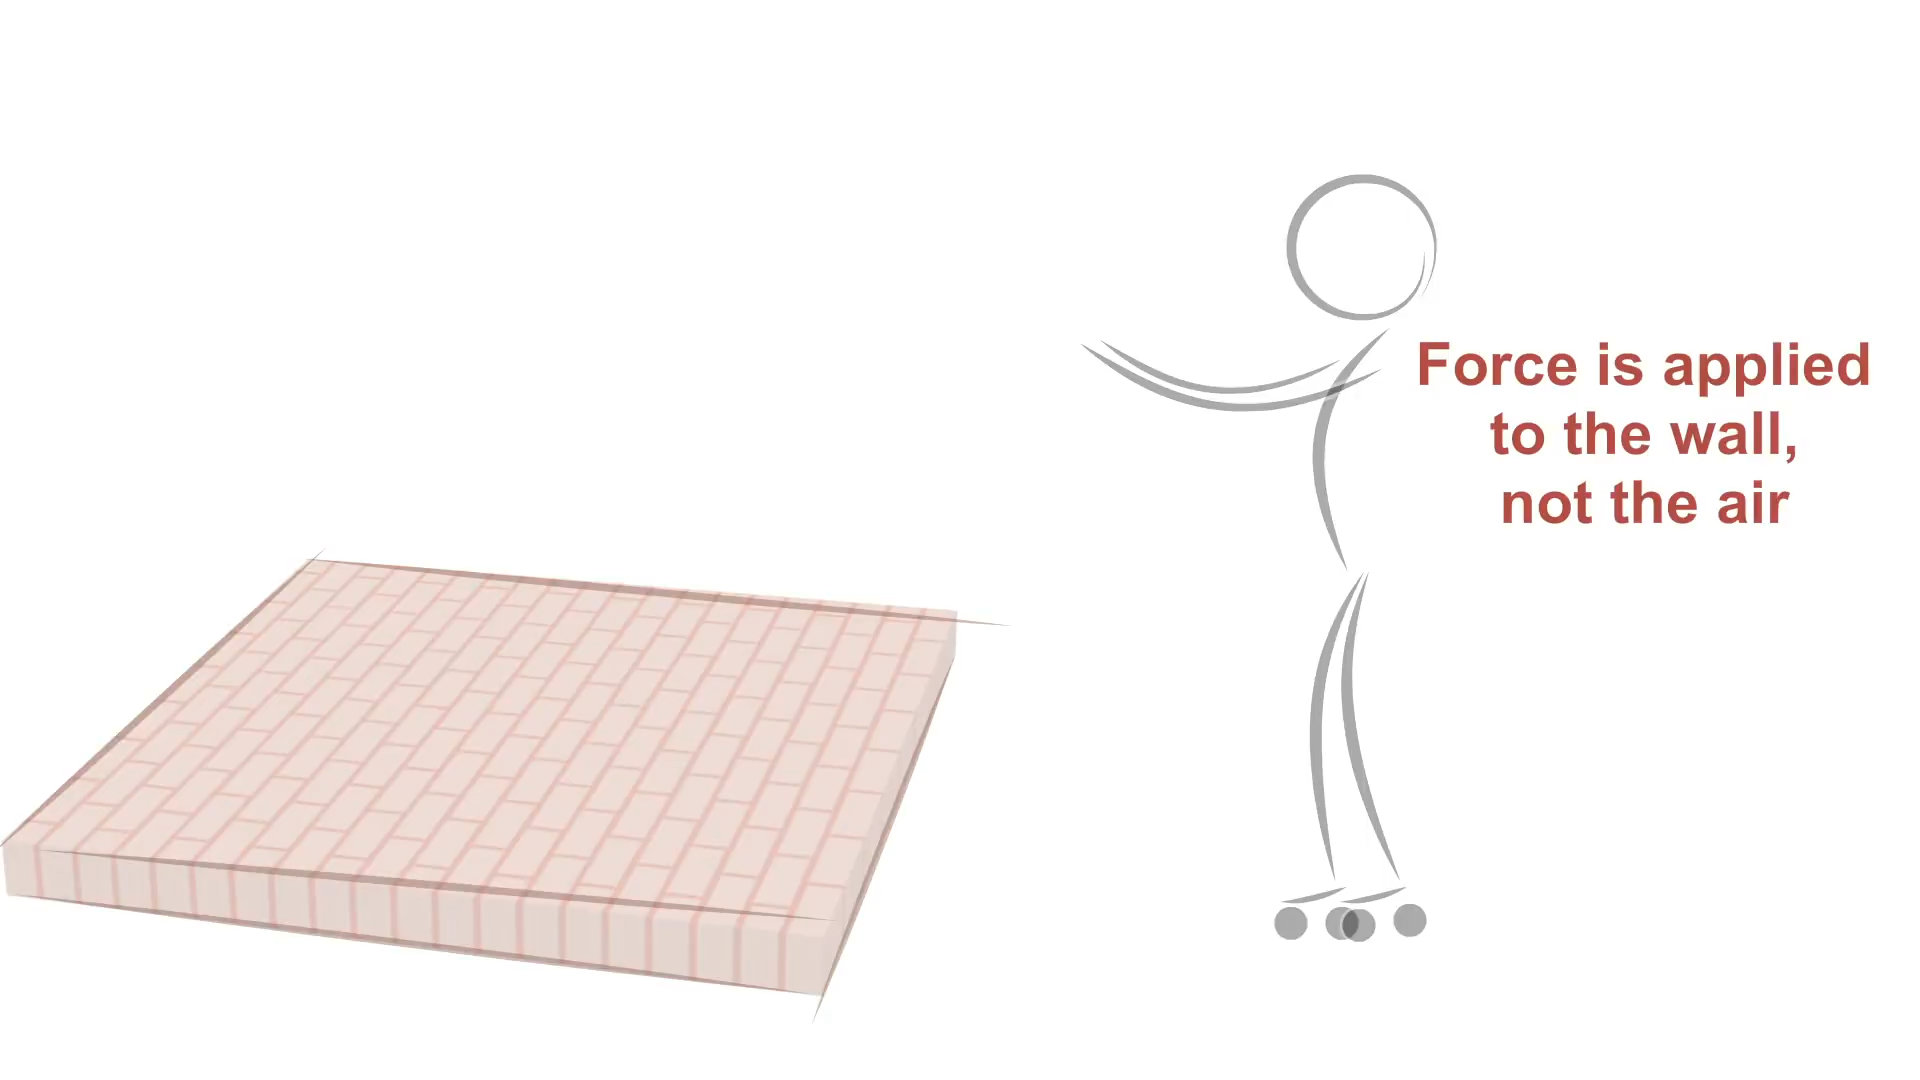 Force is applied
to the wall,
not the air